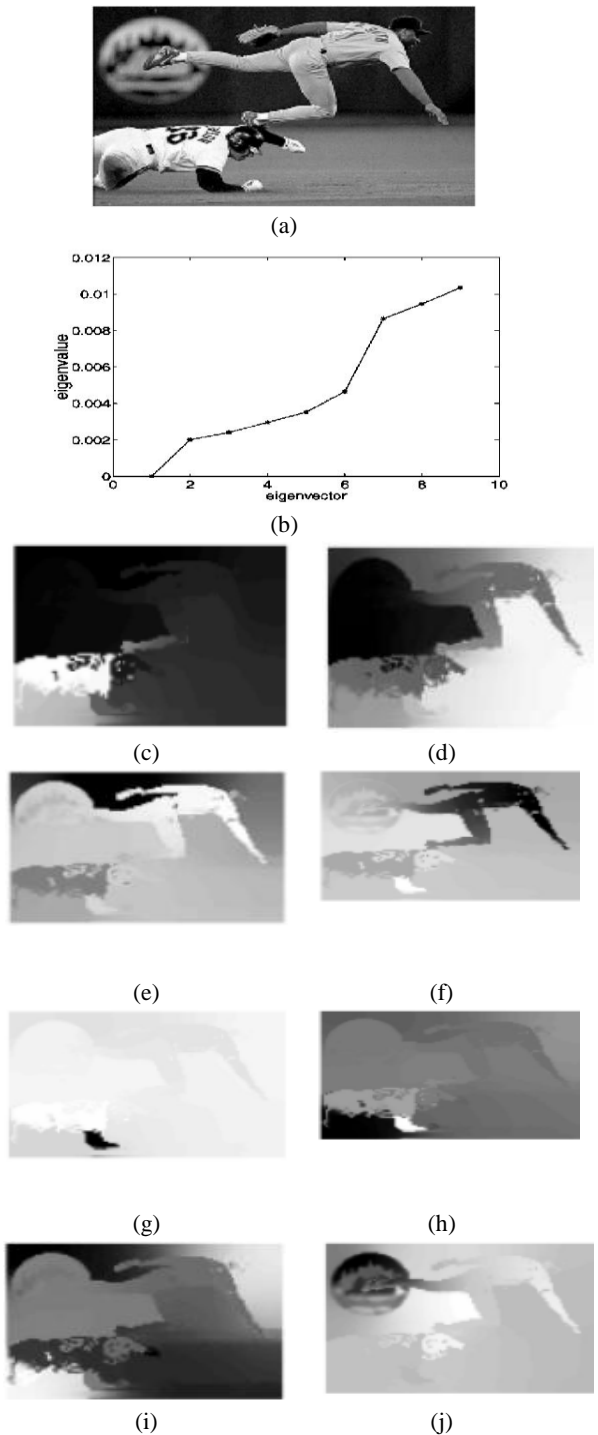 (a)
0.012
0.01
0.008
0.006
0.004
0.002
0
eigenvalue
0 2 4 6 8 10
eigenvector
(b)
(c) (d)
(e) (f)
(g) (h)
(i) (j)